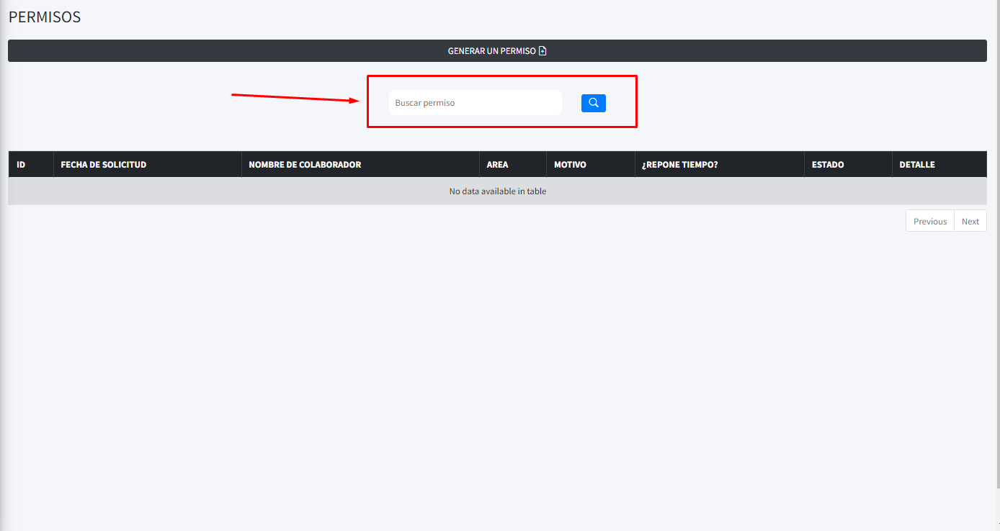 PERMISOS
GENERAR UN PERMISO
Buscar permiso
ID FECHA DE SOLICITUD NOMBRE DE COLABORADOR AREA MOTIVO ¿REPONE TIEMPO? ESTADO DETALLE
No data available in table
Previous Next